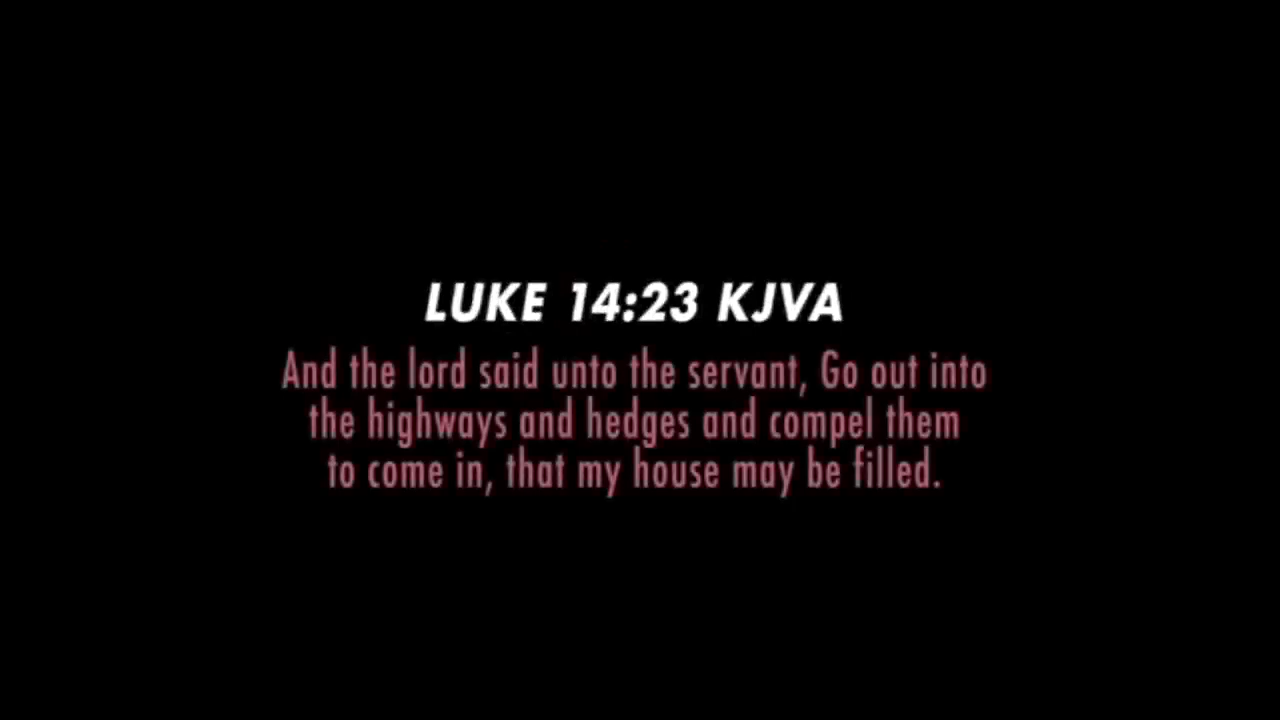 LUKE 14:23 KJVA
And the lord said unto the servant, Go out into
the highways and hedges and compel them
to come in, that my house may be filled.